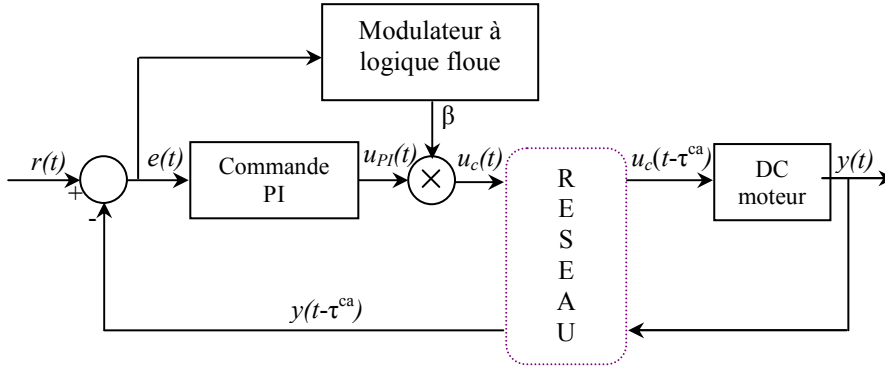 Modulateur à
logique floue
β
r(t)
e(t)
+
-
Commande
PI
u_PI(t)
×
u_c(t)
R
E
S
E
A
U
u_c(t-τ^ca)
DC
moteur
y(t)
y(t-τ^ca)